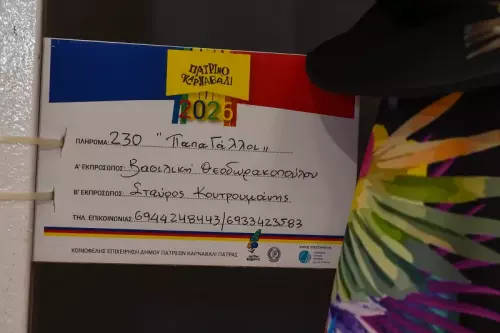 ΠΑΤΡΙΝΟ
ΚΑΡΝΑΒΑΛΙ
2026
ΠΛΗΡΩΜΑ: 230 "Παπαγάλλοι"
Α' ΕΚΠΡΟΣΩΠΟΣ: Βασιλική Θεοδωρακοπούλου
Β' ΕΚΠΡΟΣΩΠΟΣ: Σταύρος Κουτρουμάνης
ΤΗΛ. ΕΠΙΚΟΙΝΩΝΙΑΣ: 6944248443/6933423583
ΚΟΙΝΩΦΕΛΗΣ ΕΠΙΧΕΙΡΗΣΗ ΔΗΜΟΥ ΠΑΤΡΕΩΝ ΚΑΡΝΑΒΑΛΙ ΠΑΤΡΑΣ